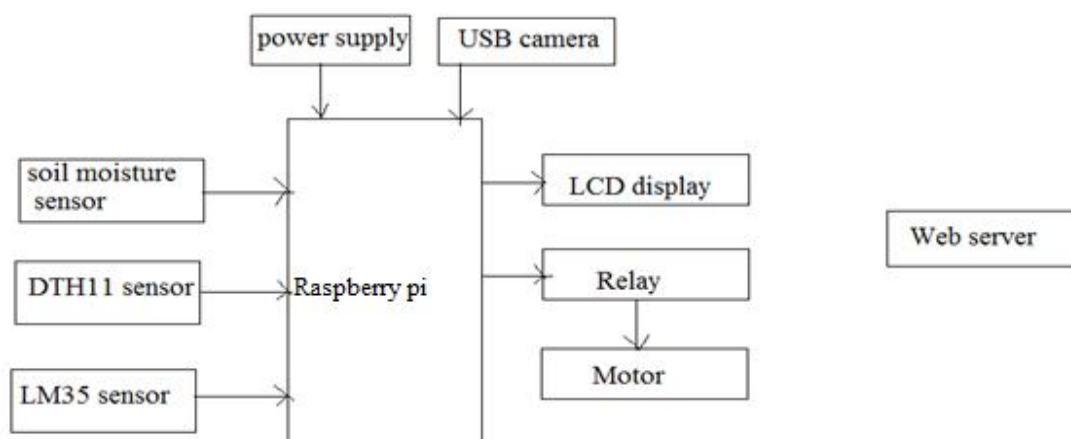 power supply
USB camera
soil moisture
sensor
LCD display
Web server
DTH11 sensor
Raspberry pi
Relay
LM35 sensor
Motor